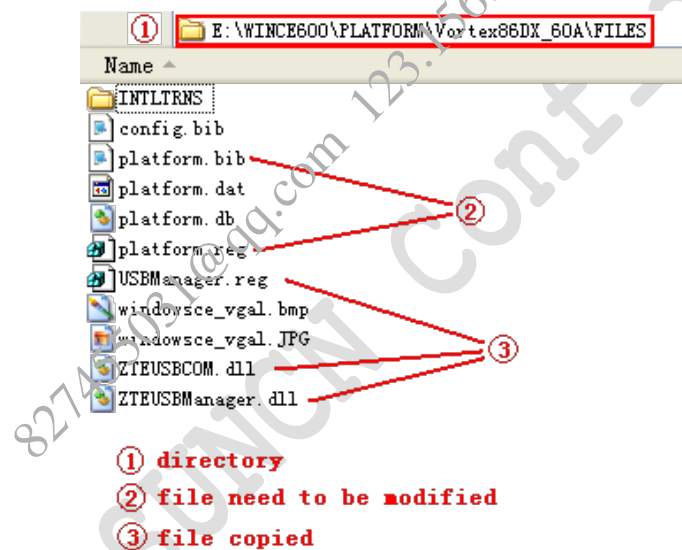 ① E:\WINCE600\PLATFORM\Vortex86DX_60A\FILES
Name
INTLTRNS
config.bib
platform.bib
platform.dat
platform.db
②
platform.reg
USBManager.reg
windowsce_vgal.bmp
windowsce_vgal.JPG
③
ZTEUSBCOM.dll
ZTEUSBManager.dll
① directory
② file need to be modified
③ file copied